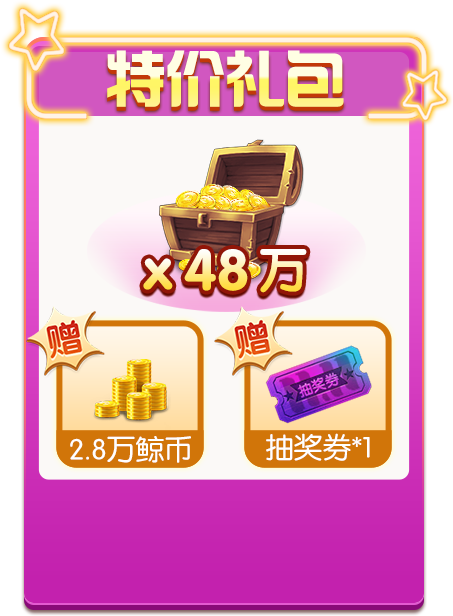 特价礼包
x48万
赠
赠
抽奖券
2.8万鲸币
抽奖券*1